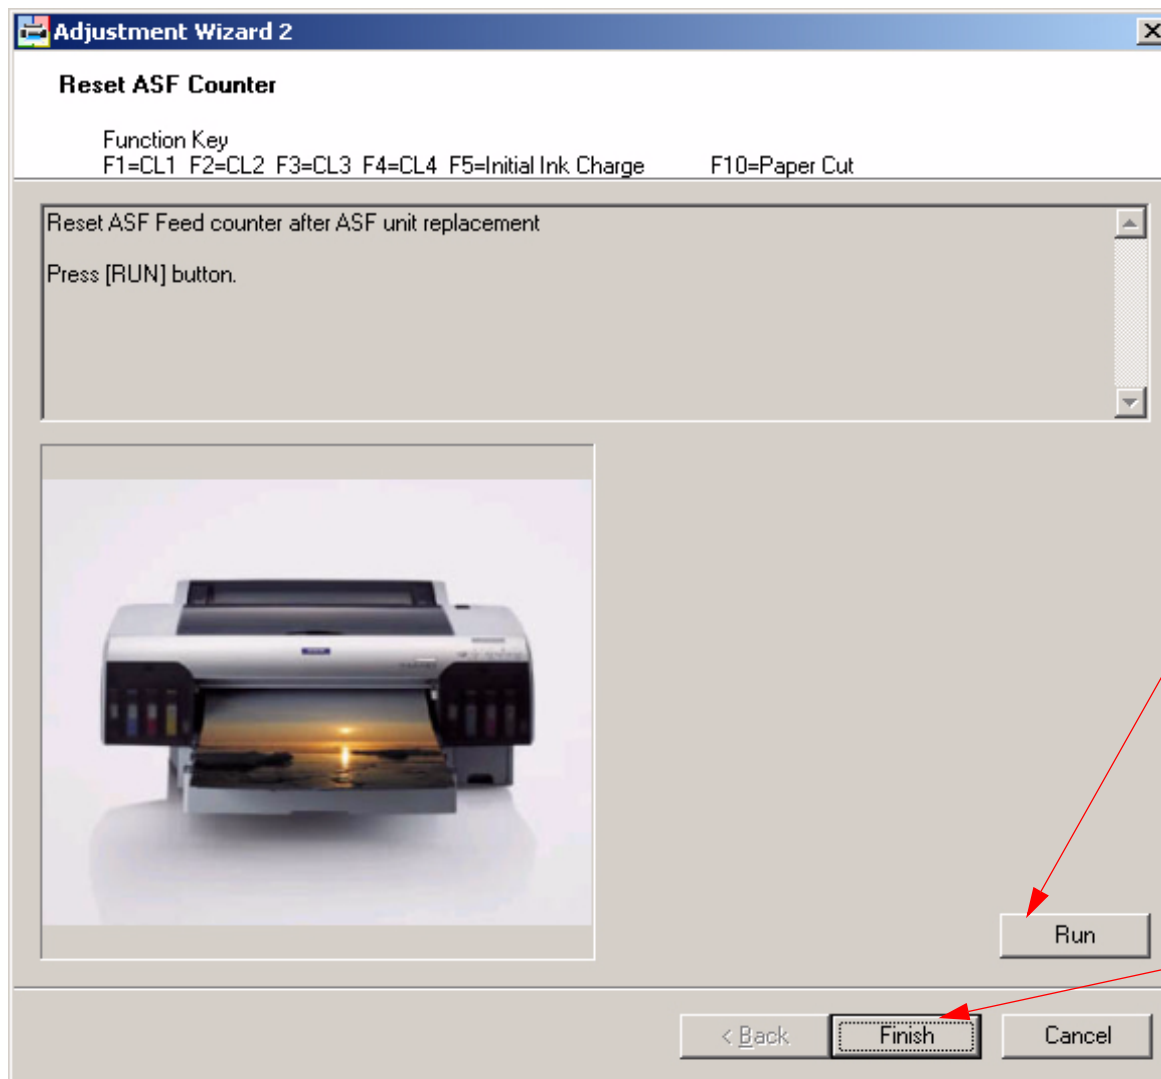 Adjustment Wizard 2
Reset ASF Counter
Function Key
F1=CL1 F2=CL2 F3=CL3 F4=CL4 F5=Initial Ink Charge F10=Paper Cut
Reset ASF Feed counter after ASF unit replacement
Press [RUN] button.
Run
< Back Finish Cancel